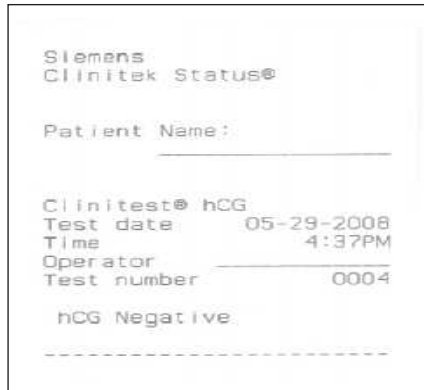 Siemens
Clinitek Status®
Patient Name:
Clinitest® hCG
Test date 05-29-2008
Time 4:37PM
Operator
Test number 0004
hCG Negative